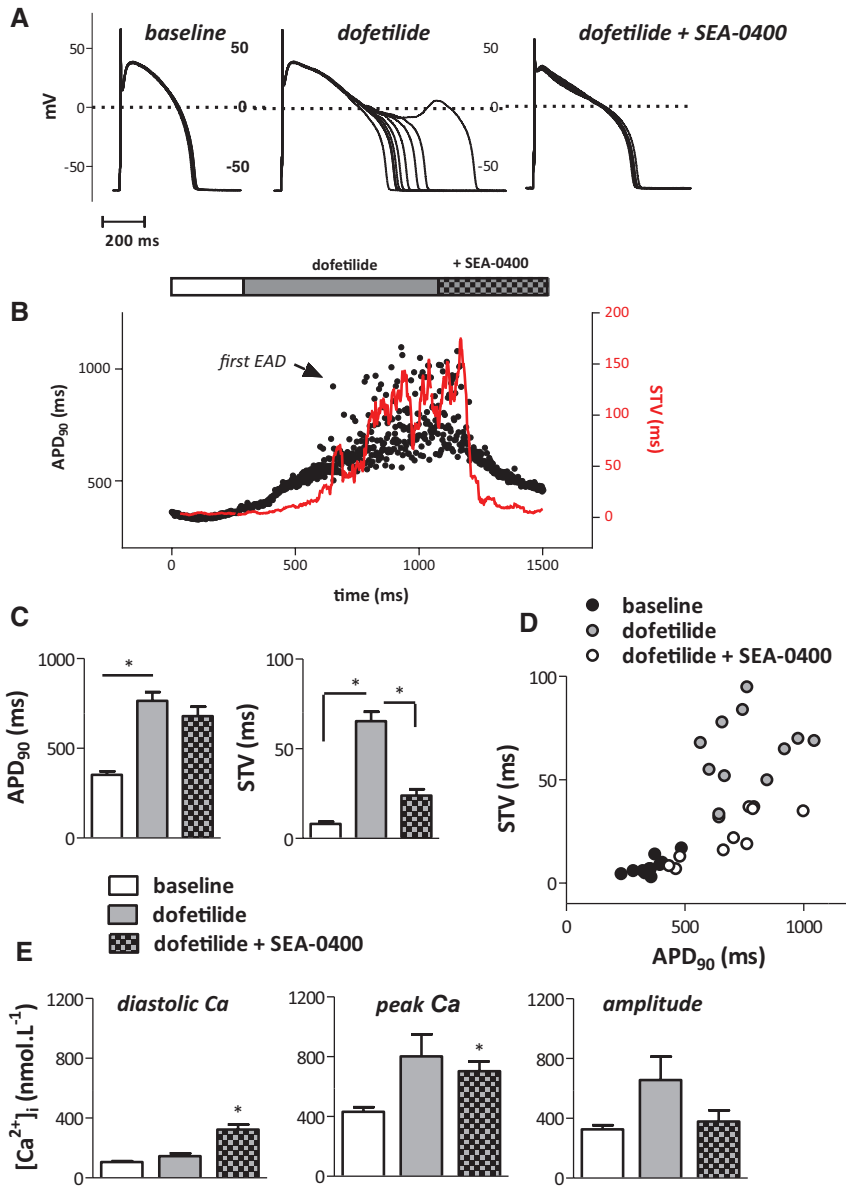 A
baseline
dofetilide
dofetilide + SEA-0400
50
0
-50
mV
50
0
-50
50
0
-50
200 ms
dofetilide
+ SEA-0400
B
first EAD
APD90 (ms)
1000
500
200
150
100
50
0
STV (ms)
0
500
1000
1500
time (ms)
C
*
APD90 (ms)
1000
500
0
*
*
STV (ms)
100
50
0
baseline
dofetilide
dofetilide + SEA-0400
D
baseline
dofetilide
dofetilide + SEA-0400
STV (ms)
100
50
0
0
500
1000
APD90 (ms)
E
[Ca2+]i (nmol.L-1)
diastolic Ca
1200
800
400
0
*
peak Ca
1200
800
400
0
*
amplitude
1200
800
400
0